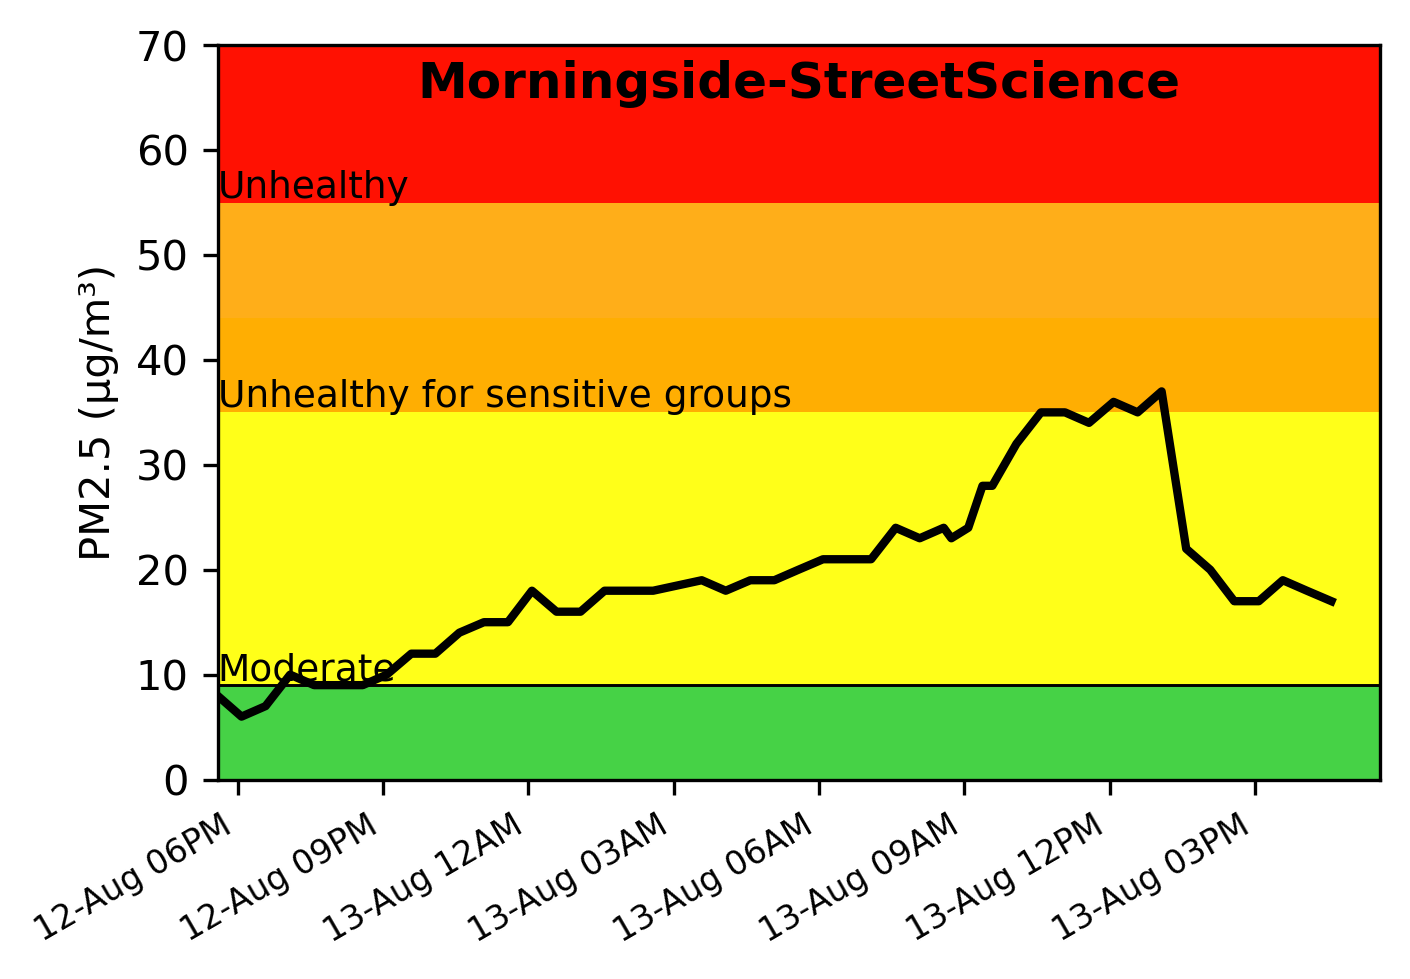 Morningside-StreetScience
70
60
50
40
30
20
10
0
PM2.5 (µg/m³)
Unhealthy
Unhealthy for sensitive groups
Moderate
12-Aug 06PM
12-Aug 09PM
13-Aug 12AM
13-Aug 03AM
13-Aug 06AM
13-Aug 09AM
13-Aug 12PM
13-Aug 03PM